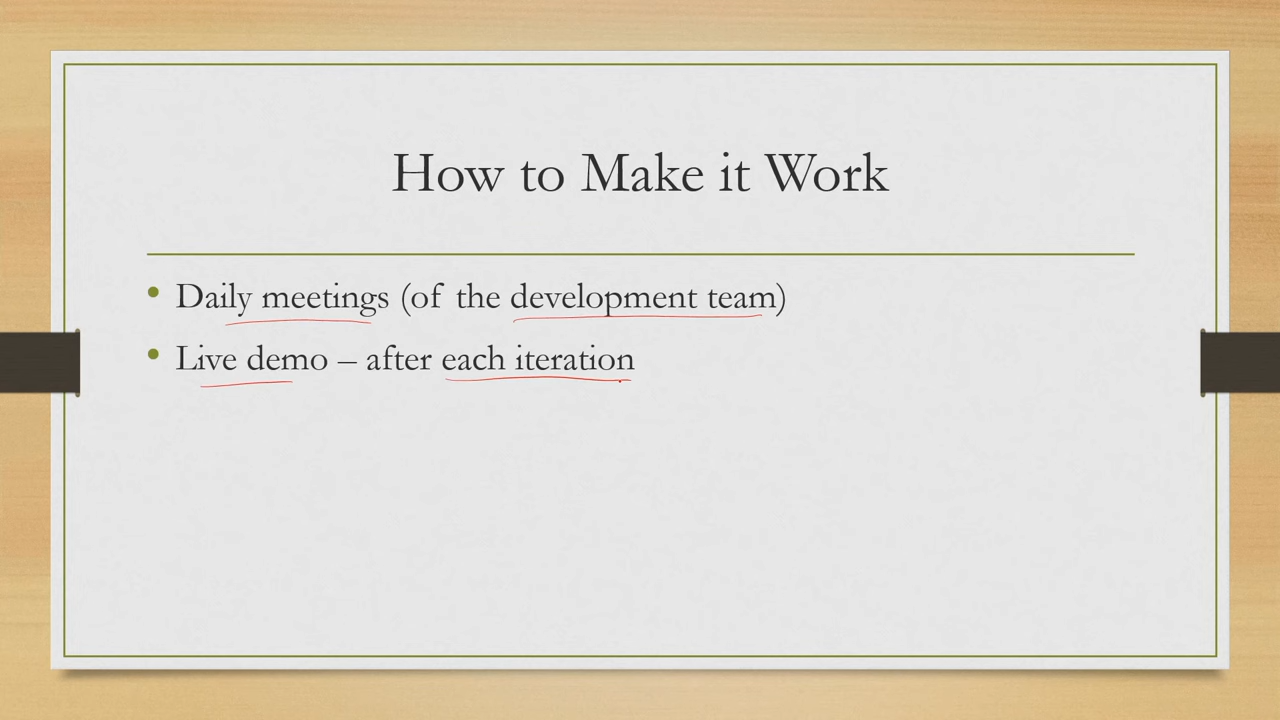 How to Make it Work
• Daily meetings (of the development team)
• Live demo – after each iteration